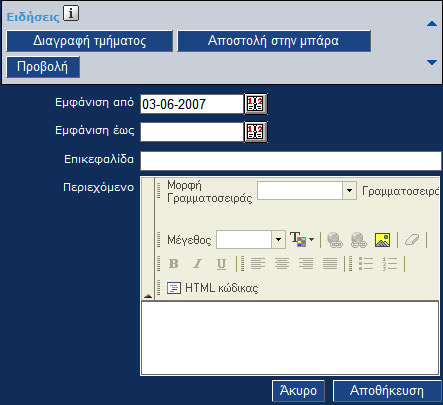 Ειδήσεις i
Διαγραφή τμήματος Αποστολή στην μπάρα
Προβολή
Εμφάνιση από 03-06-2007
Εμφάνιση έως
Επικεφαλίδα
Περιεχόμενο
Μορφή Γραμματοσειρά
Γραμματοσειράς
Μέγεθος T
B I U
HTML κώδικας
Άκυρο Αποθήκευση